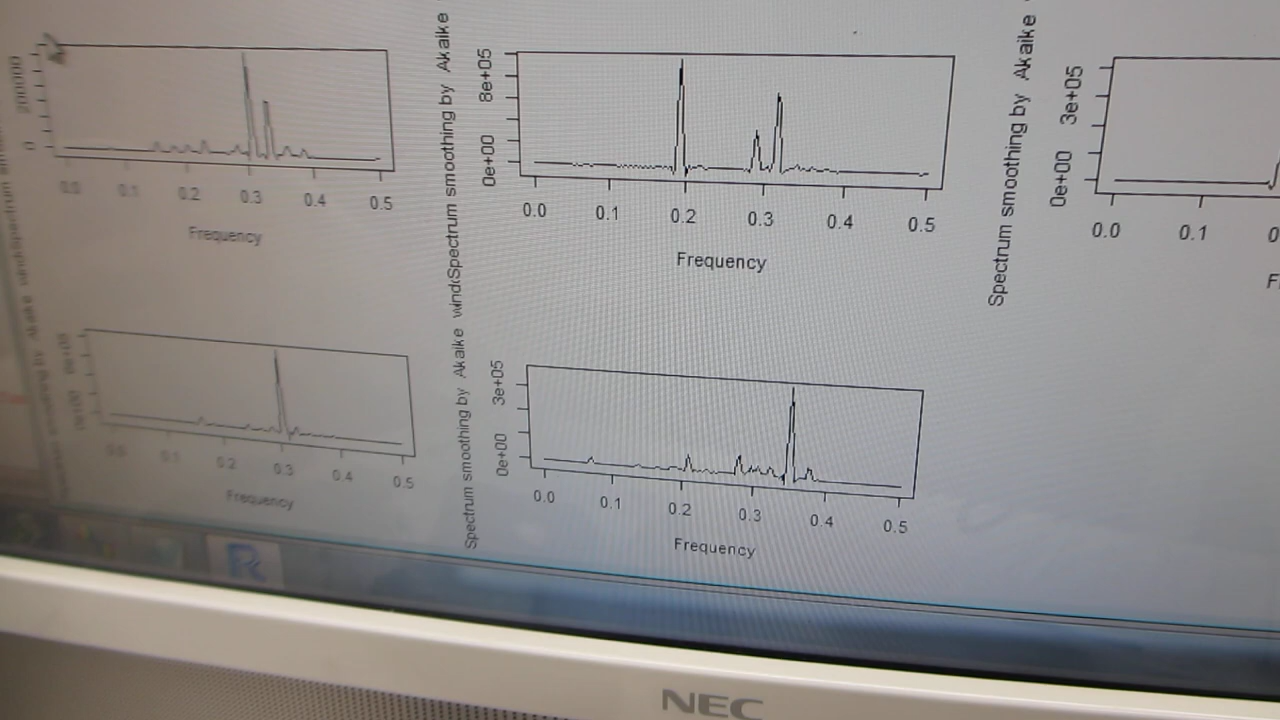 200000
0
0.0 0.1 0.2 0.3 0.4 0.5
Frequency
Spectrum smoothing by Akaike
8e+05
0e+00
0.0 0.1 0.2 0.3 0.4 0.5
Frequency
Spectrum smoothing by Akaike
3e+05
0e+00
0.0 0.1
0.0 0.1 0.2 0.3 0.4 0.5
Frequency
Spectrum smoothing by Akaike
3e+05
0e+00
0.0 0.1 0.2 0.3 0.4 0.5
Frequency
NEC